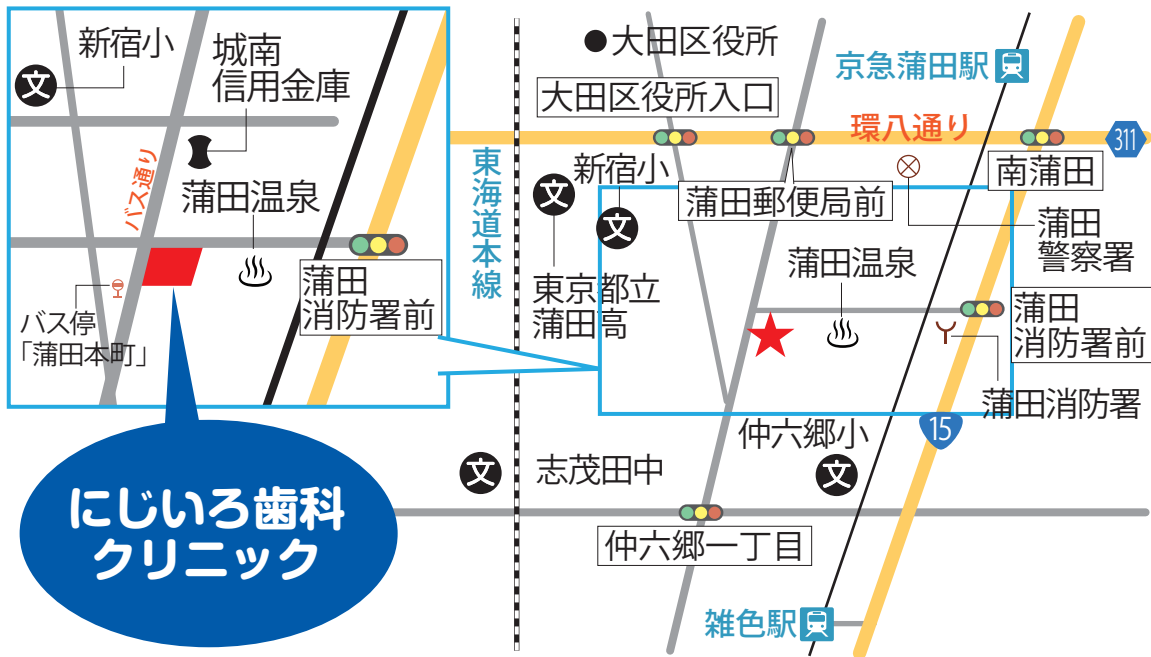 新宿小
城南
信用金庫
バス通り
蒲田温泉
蒲田
消防署前
バス停
「蒲田本町」
にじいろ歯科
クリニック
大田区役所
京急蒲田駅
大田区役所入口
環八通り
311
東海道本線
新宿小
蒲田郵便局前
南蒲田
蒲田
警察署
東京都立
蒲田高
蒲田温泉
蒲田
消防署前
蒲田消防署
15
仲六郷小
志茂田中
仲六郷一丁目
雑色駅
文
文
文
文
文